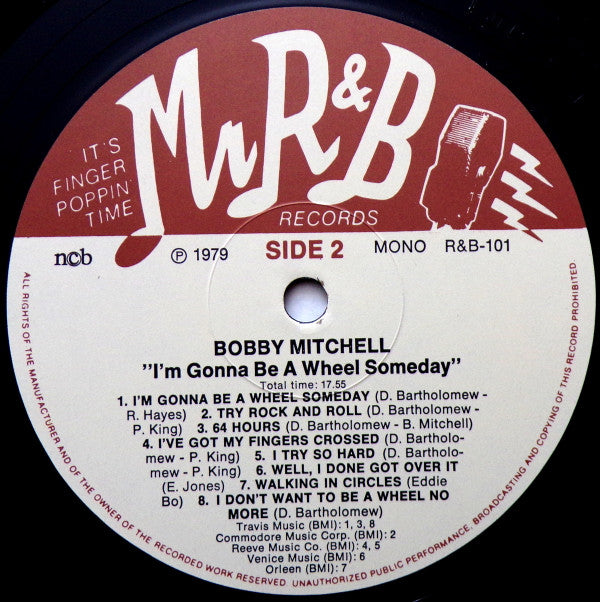 IT'S
FINGER
POPPIN'
TIME
Mr R&B
RECORDS
ncb
℗ 1979
SIDE 2
MONO R&B-101
BOBBY MITCHELL
"I'm Gonna Be A Wheel Someday"
Total time: 17.55
1. I'M GONNA BE A WHEEL SOMEDAY (D. Bartholomew -
R. Hayes) 2. TRY ROCK AND ROLL (D. Bartholomew -
P. King) 3. 64 HOURS (D. Bartholomew - B. Mitchell)
4. I'VE GOT MY FINGERS CROSSED (D. Bartholo-
mew - P. King) 5. I TRY SO HARD (D. Bartholo-
mew - P. King) 6. WELL, I DONE GOT OVER IT
(E. Jones) 7. WALKING IN CIRCLES (Eddie
Bo) 8. I DON'T WANT TO BE A WHEEL NO
MORE (D. Bartholomew)
Travis Music (BMI): 1, 3, 8
Commodore Music Corp. (BMI): 2
Reeve Music Co. (BMI): 4, 5
Venice Music (BMI): 6
Orleen (BMI): 7
ALL RIGHTS OF THE MANUFACTURER AND OF THE OWNER OF THE RECORDED WORK RESERVED. UNAUTHORIZED PUBLIC PERFORMANCE, BROADCASTING AND COPYING OF THIS RECORD PROHIBITED.